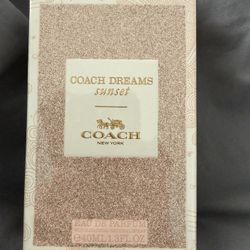 COACH DREAMS
sunset
COACH
NEW YORK
EAU DE PARFUM